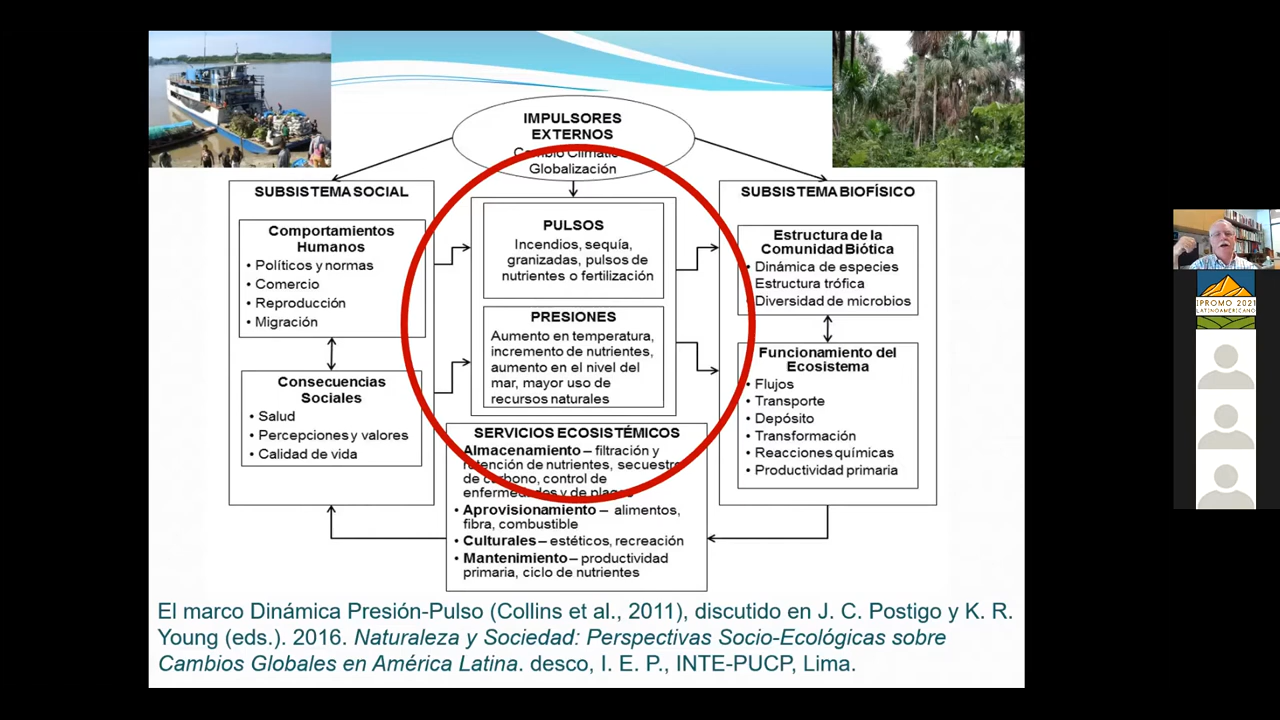 IMPULSORES
EXTERNOS
Cambio Climático
Globalización
SUBSISTEMA SOCIAL
Comportamientos
Humanos
• Políticos y normas
• Comercio
• Reproducción
• Migración
Consecuencias
Sociales
• Salud
• Percepciones y valores
• Calidad de vida
PULSOS
Incendios, sequía,
granizadas, pulsos de
nutrientes o fertilización
PRESIONES
Aumento en temperatura,
incremento de nutrientes,
aumento en el nivel del
mar, mayor uso de
recursos naturales
SERVICIOS ECOSISTÉMICOS
Almacenamiento – filtración y
retención de nutrientes, secuestro
de carbono, control de
enfermedades y de plagas
• Aprovisionamiento – alimentos,
fibra, combustible
• Culturales – estéticos, recreación
• Mantenimiento – productividad
primaria, ciclo de nutrientes
SUBSISTEMA BIOFÍSICO
Estructura de la
Comunidad Biótica
• Dinámica de especies
Estructura trófica
• Diversidad de microbios
Funcionamiento del
Ecosistema
• Flujos
• Transporte
• Depósito
• Transformación
• Reacciones químicas
• Productividad primaria
El marco Dinámica Presión-Pulso (Collins et al., 2011), discutido en J. C. Postigo y K. R.
Young (eds.). 2016. Naturaleza y Sociedad: Perspectivas Socio-Ecológicas sobre
Cambios Globales en América Latina. desco, I. E. P., INTE-PUCP, Lima.
IPROMO 2021
LATINOAMERICANO